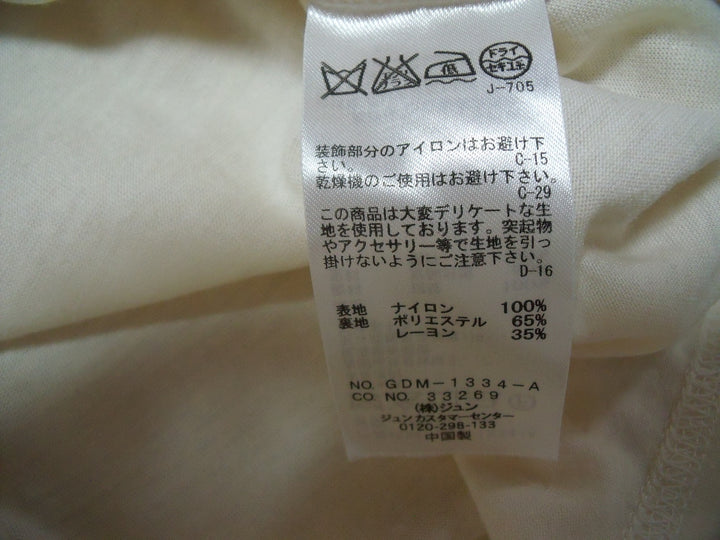 低
ドライ
セキユ系
J-705
装飾部分のアイロンはお避け下
さい。
C-15
乾燥機のご使用はお避け下さい。
C-29
この商品は大変デリケートな生
地を使用しております。突起物
やアクセサリー等で生地を引っ
掛けないようにご注意下さい。
D-16
表地 ナイロン 100%
裏地 ポリエステル 65%
レーヨン 35%
NO. GDM-1334-A
CO. NO. 33269
(株)ジュン
ジュンカスタマーセンター
0120-298-133
中国製